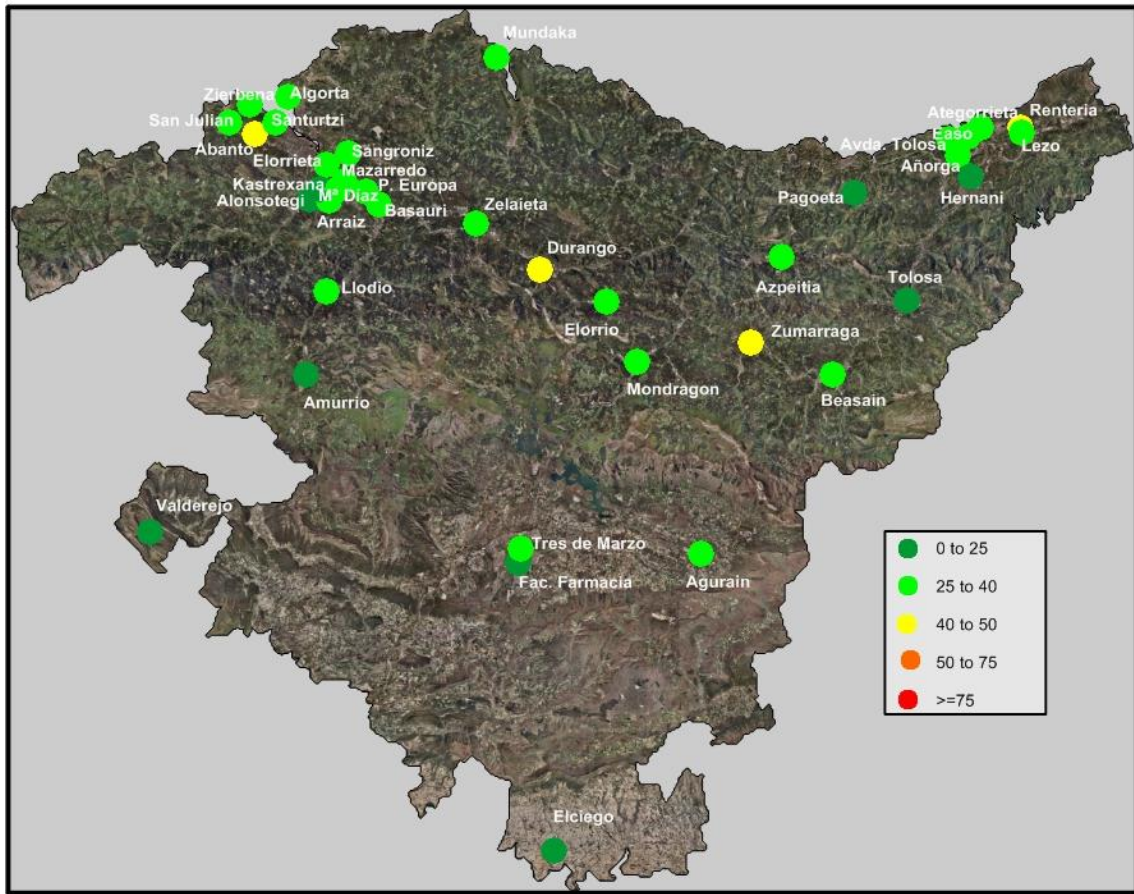 Mundaka
Zierbena
Algorta
San Julian
Santurtzi
Abanto
Sangroniz
Elorrieta
Mazarredo
Kastrexana
P. Europa
Alonsotegi
Mª Diaz
Arraiz
Basauri
Zelaieta
Ategorrieta
Renteria
Easo
Avda. Tolosa
Lezo
Añorga
Hernani
Pagoeta
Durango
Azpeitia
Tolosa
Llodio
Elorrio
Zumarraga
Mondragon
Beasain
Amurrio
Valderejo
Tres de Marzo
Fac. Farmacia
Agurain
Elciego
0 to 25
25 to 40
40 to 50
50 to 75
>=75